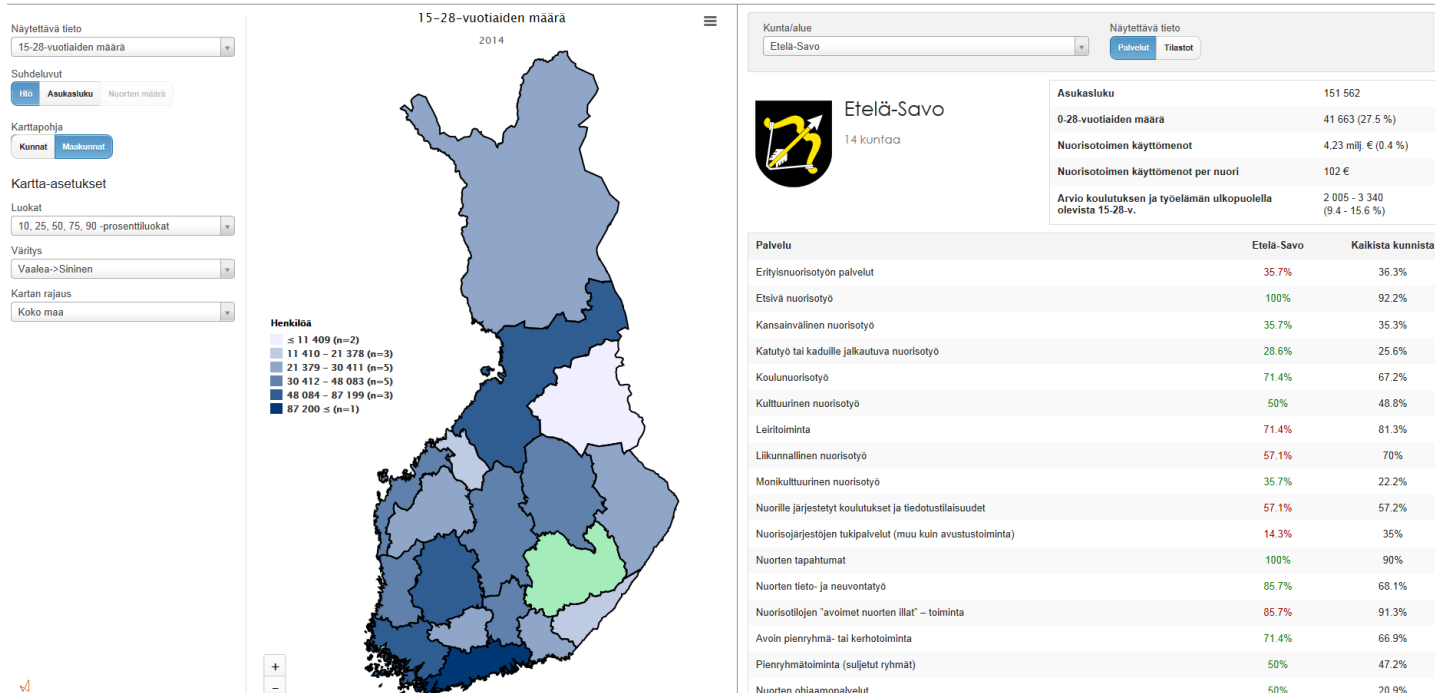 Näytettävä tieto
15-28-vuotiaiden määrä
Suhdeluvut
Hlö Asukasluku Nuorten määrä
Karttapohja
Kunnat Maakunnat
Kartta-asetukset
Luokat
10, 25, 50, 75, 90 -prosenttiluokat
Väritys
Vaalea->Sininen
Kartan rajaus
Koko maa
15-28-vuotiaiden määrä
2014
Henkilöä
≤ 11 409 (n=2)
11 410 – 21 378 (n=3)
21 379 – 30 411 (n=5)
30 412 – 48 083 (n=5)
48 084 – 87 199 (n=3)
87 200 ≤ (n=1)
+
−
Kunta/alue
Etelä-Savo
Näytettävä tieto
Palvelut Tilastot
Etelä-Savo
14 kuntaa
Asukasluku 151 562
0-28-vuotiaiden määrä 41 663 (27.5 %)
Nuorisotoimen käyttömenot 4,23 milj. € (0.4 %)
Nuorisotoimen käyttömenot per nuori 102 €
Arvio koulutuksen ja työelämän ulkopuolella 2 005 - 3 340
olevista 15-28-v. (9.4 - 15.6 %)
Palvelu Etelä-Savo Kaikista kunnista
Erityisnuorisotyön palvelut 35.7% 36.3%
Etsivä nuorisotyö 100% 92.2%
Kansainvälinen nuorisotyö 35.7% 35.3%
Katutyö tai kaduille jalkautuva nuorisotyö 28.6% 25.6%
Koulunuorisotyö 71.4% 67.2%
Kulttuurinen nuorisotyö 50% 48.8%
Leiritoiminta 71.4% 81.3%
Liikunnallinen nuorisotyö 57.1% 70%
Monikulttuurinen nuorisotyö 35.7% 22.2%
Nuorille järjestetyt koulutukset ja tiedotustilaisuudet 57.1% 57.2%
Nuorisojärjestöjen tukipalvelut (muu kuin avustustoiminta) 14.3% 35%
Nuorten tapahtumat 100% 90%
Nuorten tieto- ja neuvontatyö 85.7% 68.1%
Nuorisotilojen "avoimet nuorten illat" – toiminta 85.7% 91.3%
Avoin pienryhmä- tai kerhotoiminta 71.4% 66.9%
Pienryhmätoiminta (suljetut ryhmät) 50% 47.2%
Nuorten ohjaamopalvelut 50% 20.9%